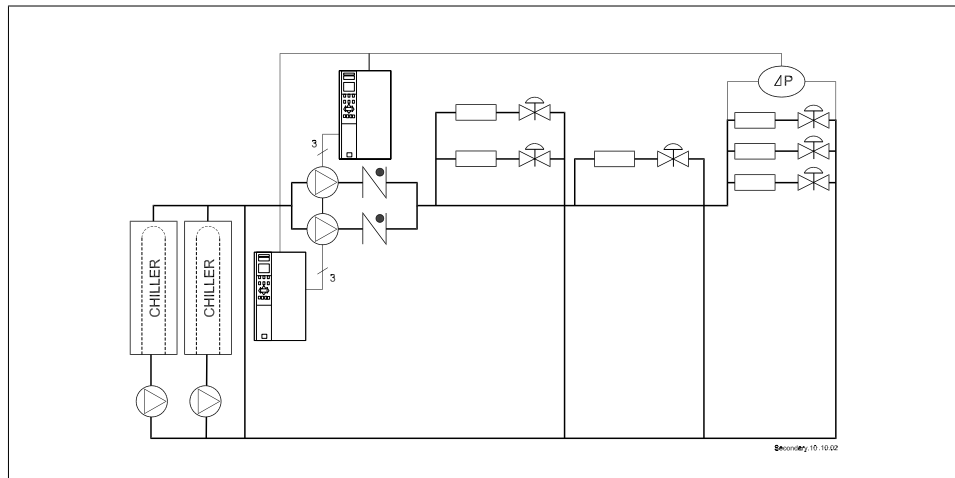 ΔP
3
3
CHILLER
CHILLER
Secondary.10 .10.02